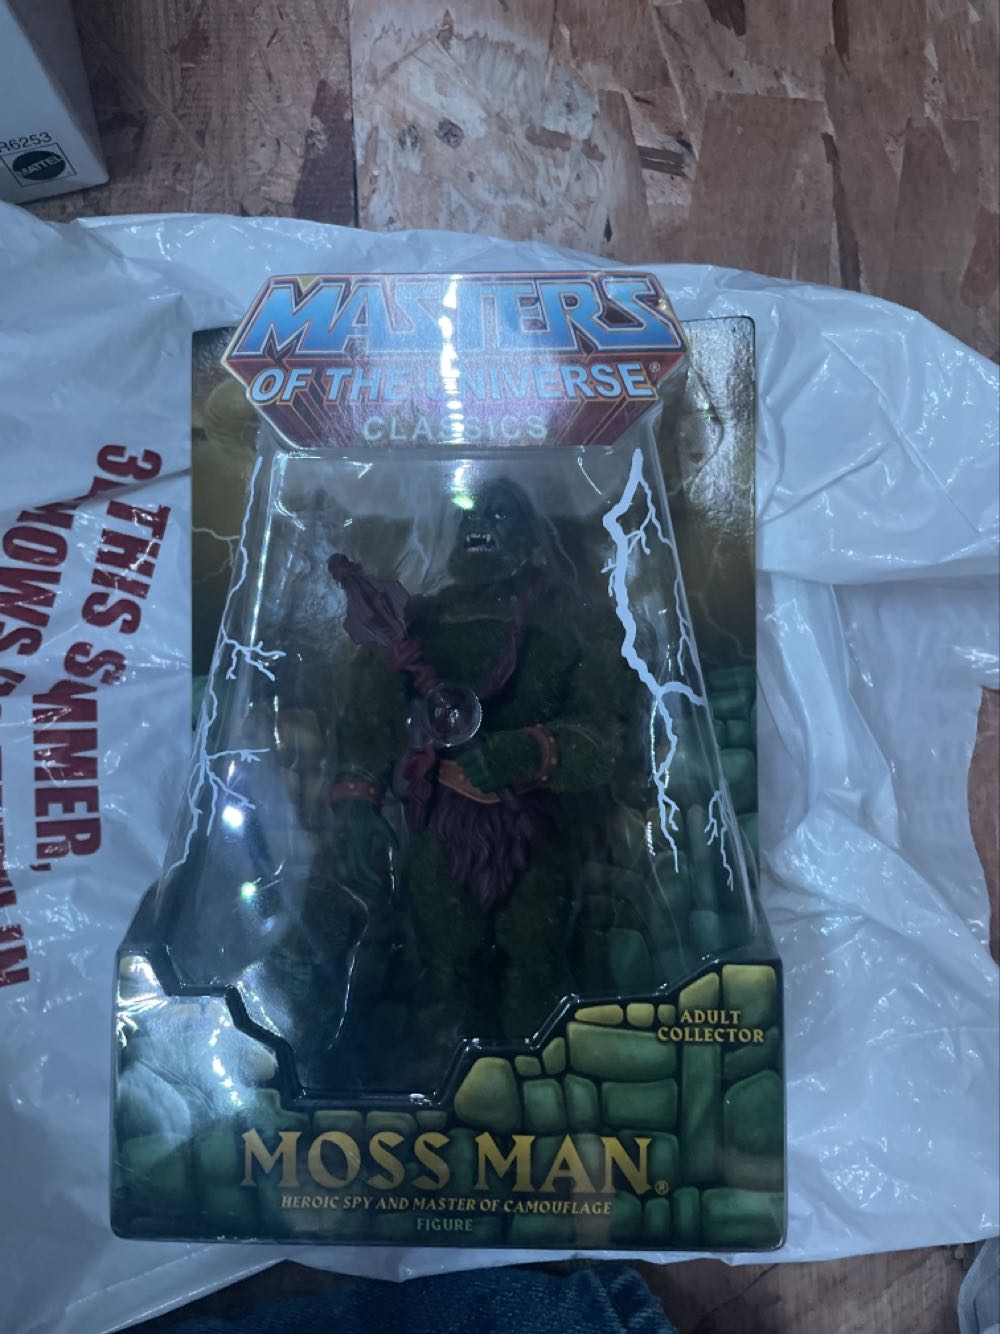 R6253
MATTEL
MASTERS
OF THE UNIVERSE®
CLASSICS
3 THIS SUMMER,
ADULT
COLLECTOR
MOSS MAN®
HEROIC SPY AND MASTER OF CAMOUFLAGE
FIGURE